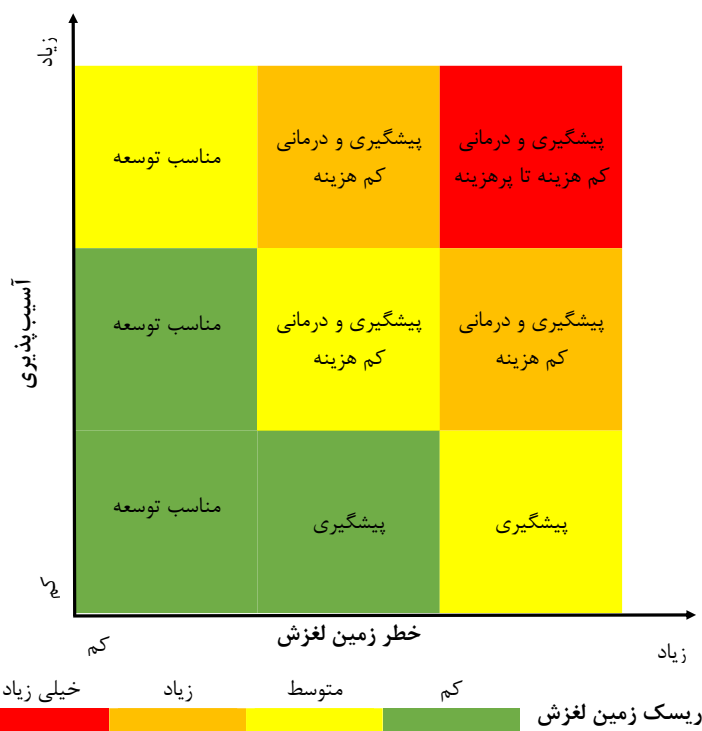 زیاد
مناسب توسعه
پیشگیری و درمانی
کم هزینه
پیشگیری و درمانی
کم هزینه تا پرهزینه
آسیب‌پذیری
مناسب توسعه
پیشگیری و درمانی
کم هزینه
پیشگیری و درمانی
کم هزینه
مناسب توسعه
پیشگیری
پیشگیری
کم
کم
خطر زمین لغزش
زیاد
ریسک زمین لغزش
کم
متوسط
زیاد
خیلی زیاد